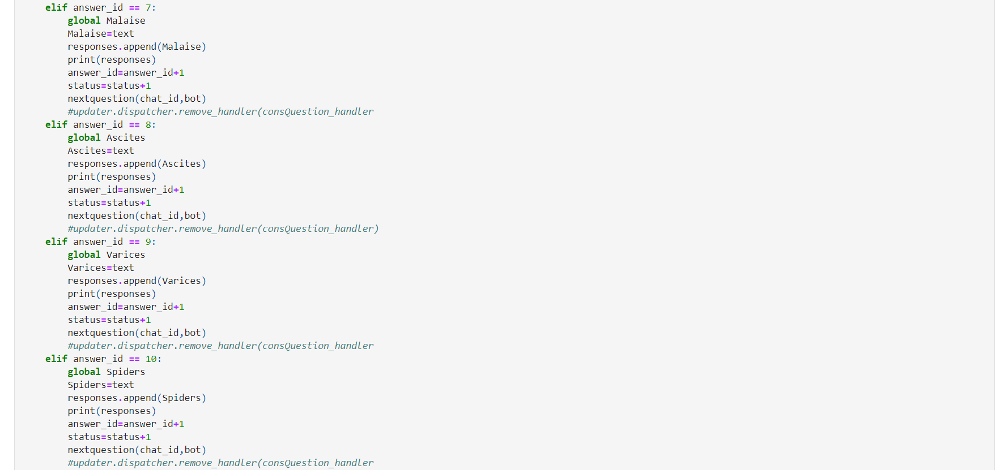 elif answer_id == 7:
global Malaise
Malaise=text
responses.append(Malaise)
print(responses)
answer_id=answer_id+1
status=status+1
nextquestion(chat_id,bot)
#updater.dispatcher.remove_handler(consQuestion_handler
elif answer_id == 8:
global Ascites
Ascites=text
responses.append(Ascites)
print(responses)
answer_id=answer_id+1
status=status+1
nextquestion(chat_id,bot)
#updater.dispatcher.remove_handler(consQuestion_handler)
elif answer_id == 9:
global Varices
Varices=text
responses.append(Varices)
print(responses)
answer_id=answer_id+1
status=status+1
nextquestion(chat_id,bot)
#updater.dispatcher.remove_handler(consQuestion_handler
elif answer_id == 10:
global Spiders
Spiders=text
responses.append(Spiders)
print(responses)
answer_id=answer_id+1
status=status+1
nextquestion(chat_id,bot)
#updater.dispatcher.remove_handler(consQuestion_handler